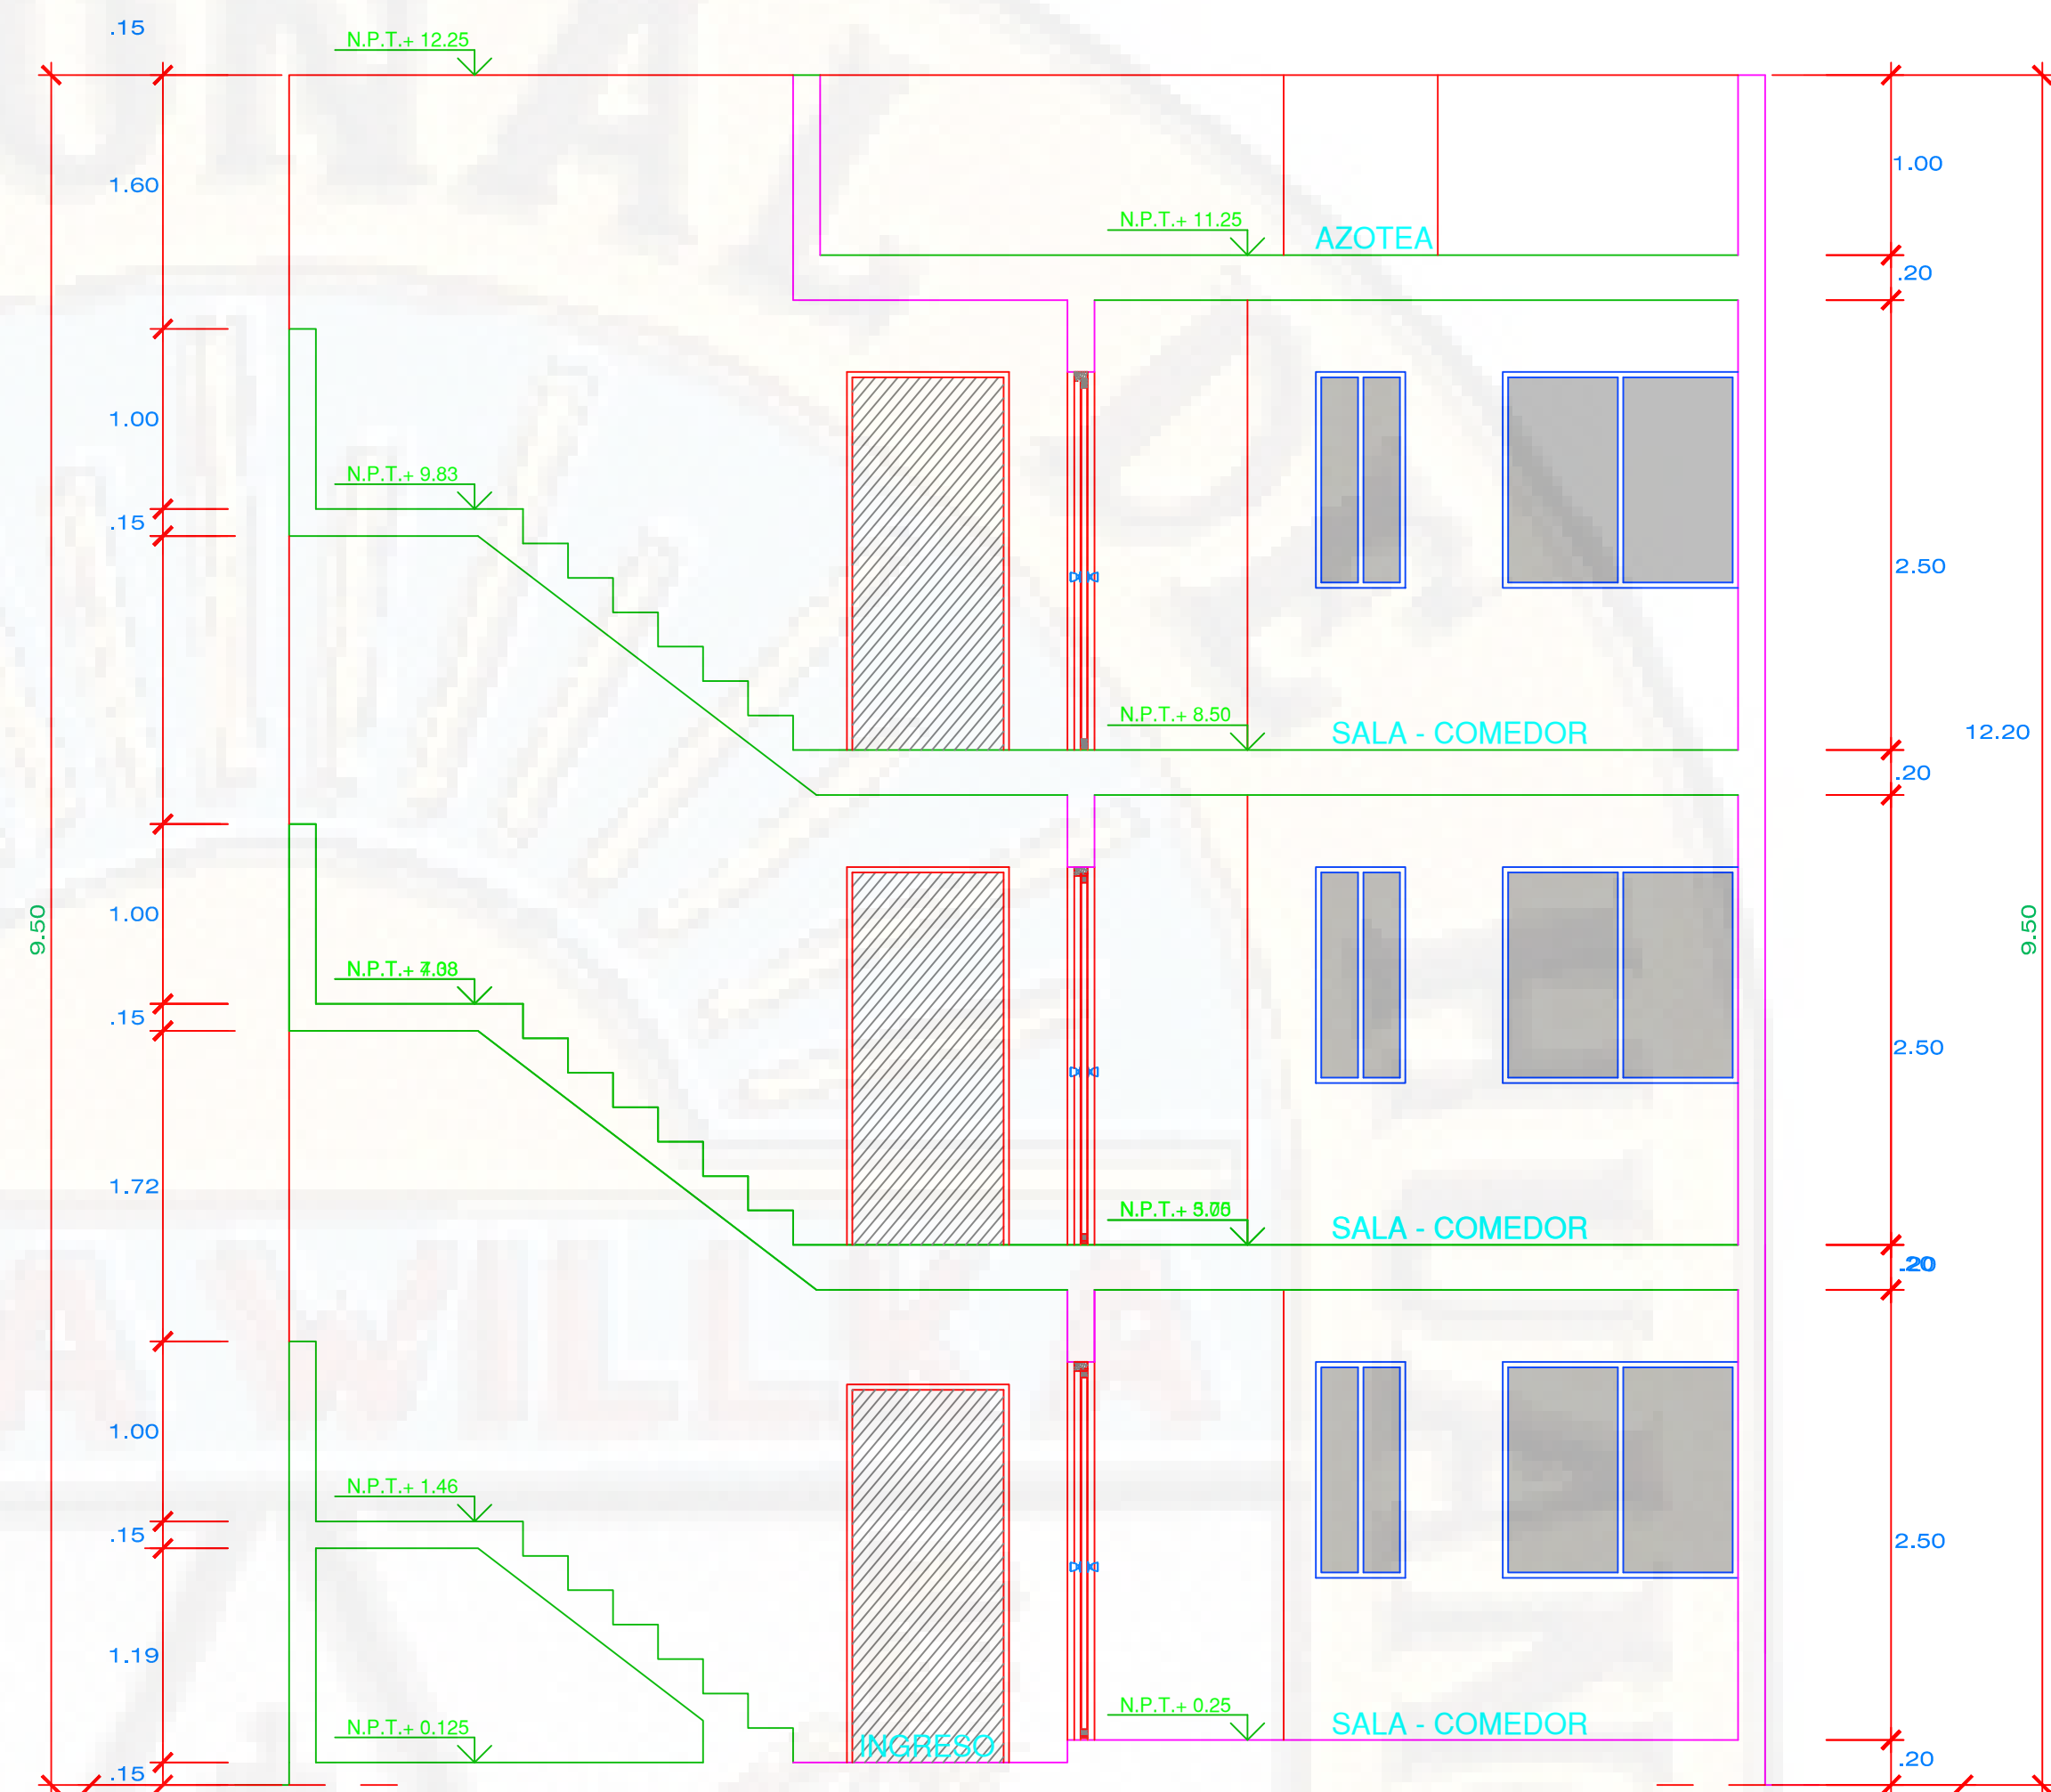 .15
N.P.T.+ 12.25
1.60
1.00
N.P.T.+ 11.25
AZOTEA
.20
1.00
N.P.T.+ 9.83
.15
2.50
N.P.T.+ 8.50
SALA - COMEDOR
12.20
.20
9.50
1.00
9.50
N.P.T.+
.15
2.50
1.72
N.P.T.+
SALA - COMEDOR
.20
WILLKA
1.00
N.P.T.+ 1.46
.15
2.50
1.19
N.P.T.+ 0.25
SALA - COMEDOR
N.P.T.+ 0.125
INGRESO
.15
.20